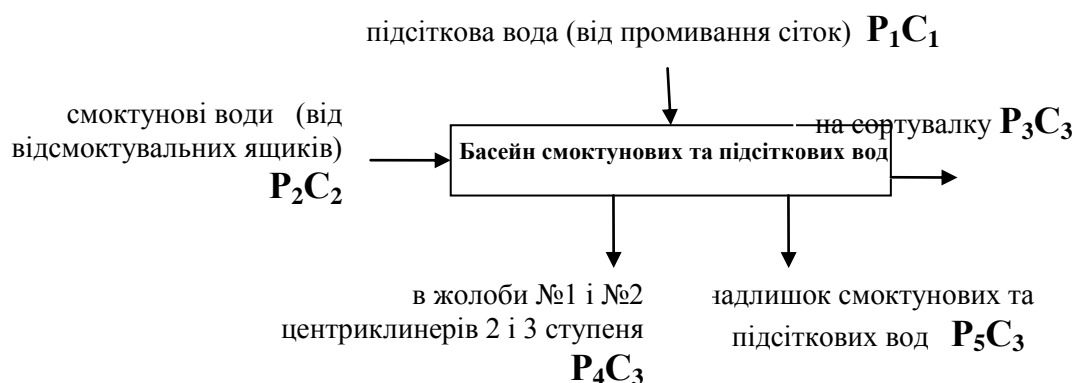 підсіткова вода (від промивання сіток) P₁C₁
смоктунові води (від
відсмоктувальних ящиків)
P₂C₂
Басейн смоктунових та підсіткових вод
на сортувалку P₃C₃
в жолоби №1 і №2
центриклинерів 2 і 3 ступеня
P₄C₃
надлишок смоктунових та
підсіткових вод P₅C₃